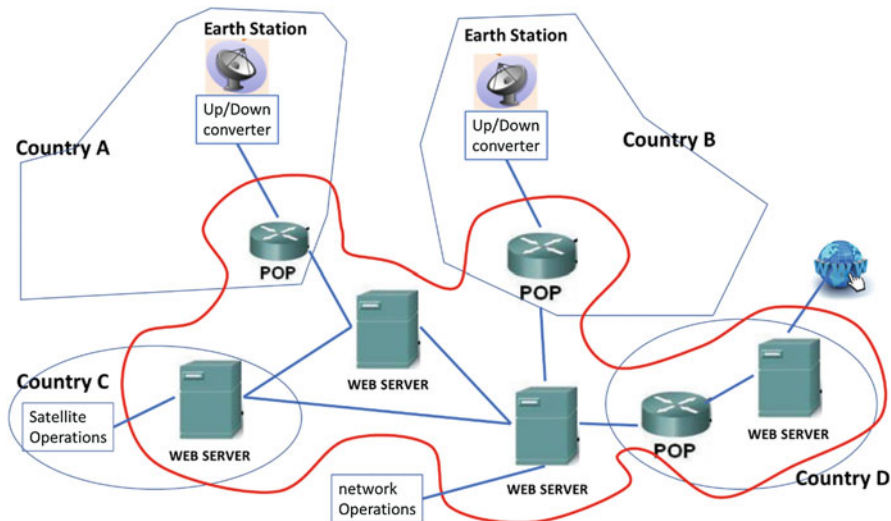 Earth Station
Up/Down
converter
Country A
POP
Earth Station
Up/Down
converter
Country B
POP
WWW
WEB SERVER
Country C
Satellite
Operations
WEB SERVER
network
Operations
WEB SERVER
POP
WEB SERVER
Country D